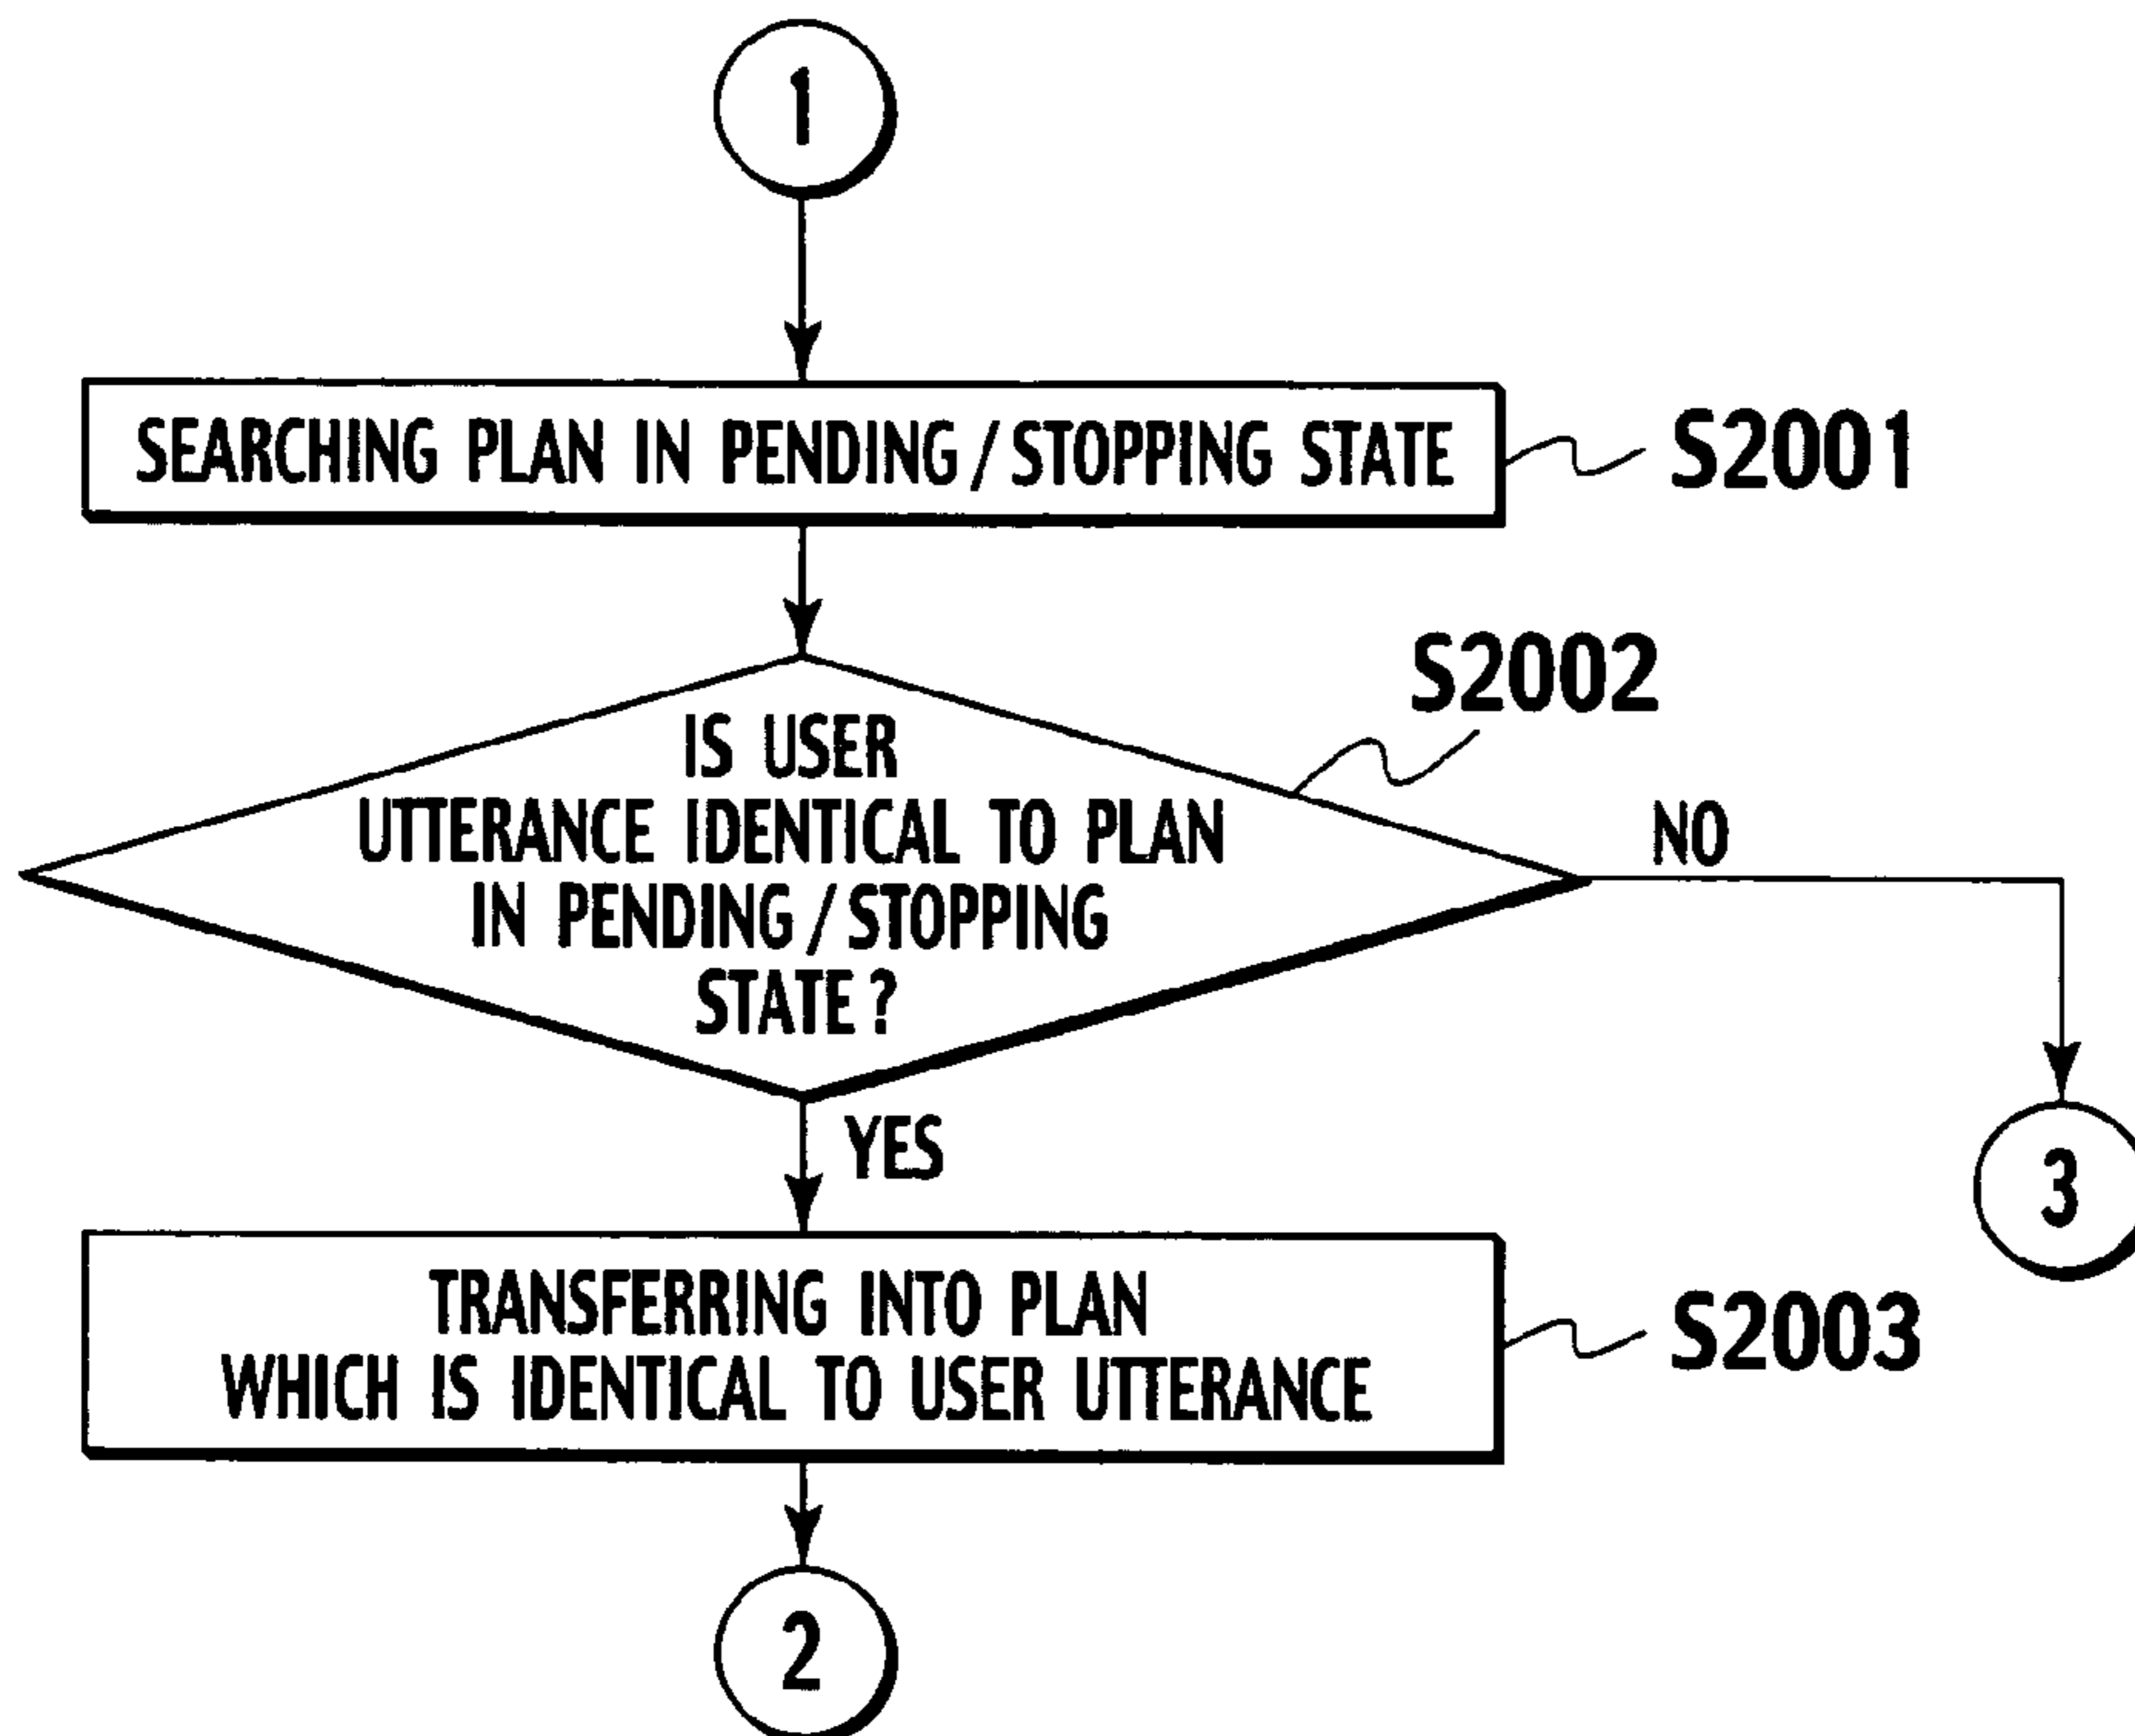 1
SEARCHING PLAN IN PENDING/STOPPING STATE
S2001
S2002
IS USER
UTTERANCE IDENTICAL TO PLAN
IN PENDING/STOPPING
STATE?
NO
YES
3
TRANSFERRING INTO PLAN
WHICH IS IDENTICAL TO USER UTTERANCE
S2003
2